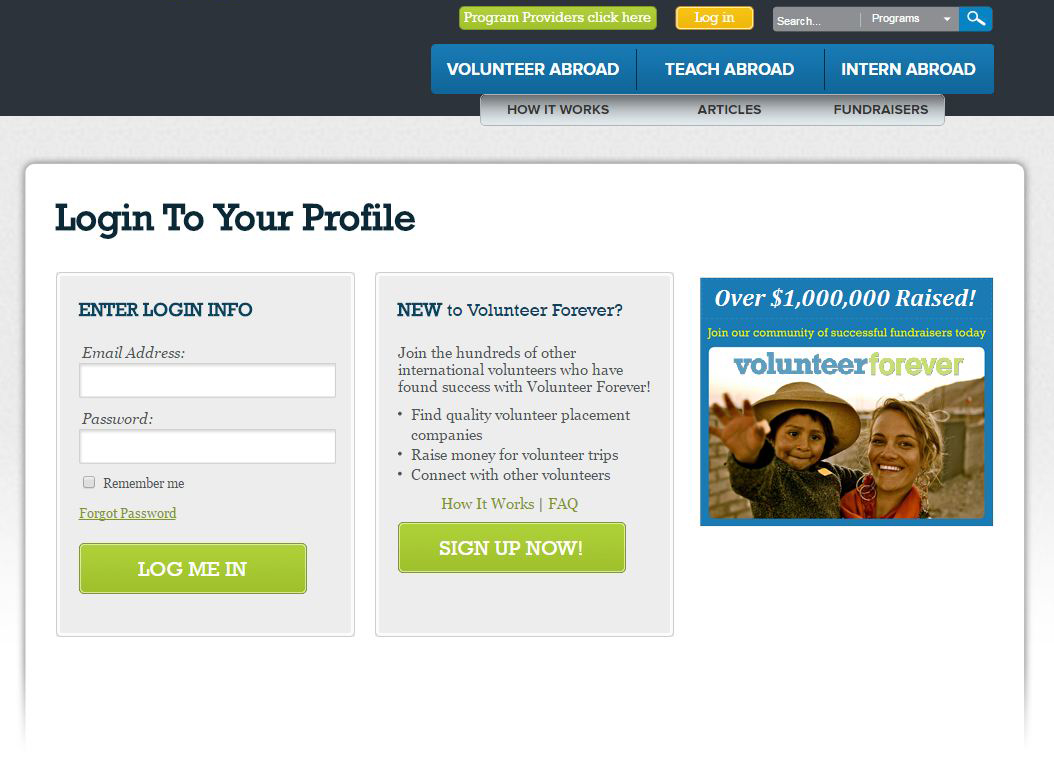 Program Providers click here
Log in
Search...
Programs
VOLUNTEER ABROAD
TEACH ABROAD
INTERN ABROAD
HOW IT WORKS
ARTICLES
FUNDRAISERS
Login To Your Profile
ENTER LOGIN INFO
Email Address:
Password:
Remember me
Forgot Password
LOG ME IN
NEW to Volunteer Forever?
Join the hundreds of other
international volunteers who have
found success with Volunteer Forever!
• Find quality volunteer placement
companies
• Raise money for volunteer trips
• Connect with other volunteers
How It Works | FAQ
SIGN UP NOW!
Over $1,000,000 Raised!
Join our community of successful fundraisers today
volunteerforever